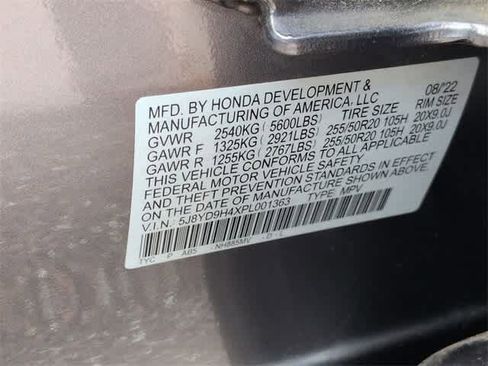 MFD. BY HONDA DEVELOPMENT & 08/'22
MANUFACTURING OF AMERICA, LLC
TIRE SIZE RIM SIZE
GVWR 2540KG ( 5600LBS)
GAWR F 1325KG ( 2921LBS) 255/50R20 105H 20X9.0J
GAWR R 1255KG ( 2767LBS) 255/50R20 105H 20X9.0J
THIS VEHICLE CONFORMS TO ALL APPLICABLE
FEDERAL MOTOR VEHICLE SAFETY
AND THEFT PREVENTION STANDARDS IN EFFECT
ON THE DATE OF MANUFACTURE SHOWN ABOVE.
V.I.N. 5J8YD9H4XPL001363 TYPE: MPV
TYC P ABS NH885MV - D - L